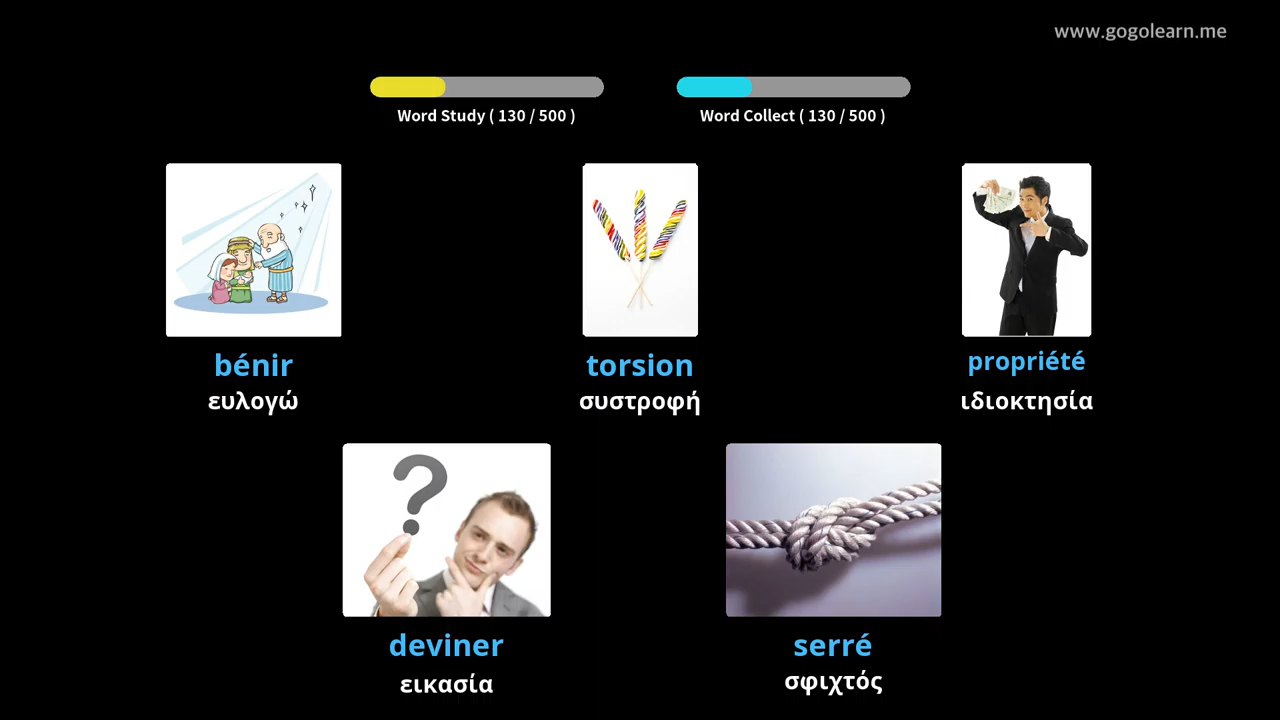 www.gogolearn.me
Word Study ( 130 / 500 )
Word Collect ( 130 / 500 )
bénir
ευλογώ
torsion
συστροφή
propriété
ιδιοκτησία
deviner
εικασία
serré
σφιχτός